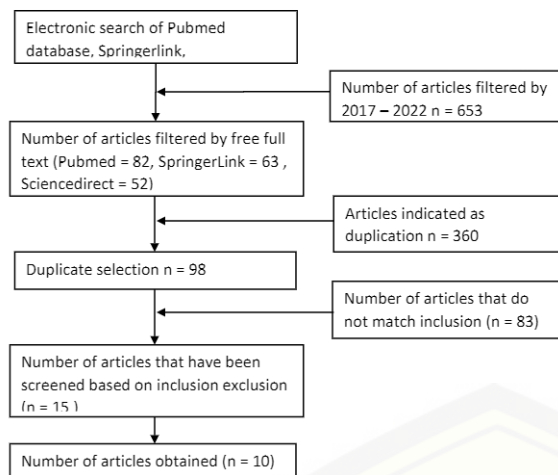 Electronic search of Pubmed
database, Springerlink,
Number of articles filtered by
2017 – 2022 n = 653
Number of articles filtered by free full
text (Pubmed = 82, SpringerLink = 63 ,
Sciencedirect = 52)
Articles indicated as
duplication n = 360
Duplicate selection n = 98
Number of articles that do
not match inclusion (n = 83)
Number of articles that have been
screened based on inclusion exclusion
(n = 15 )
Number of articles obtained (n = 10)